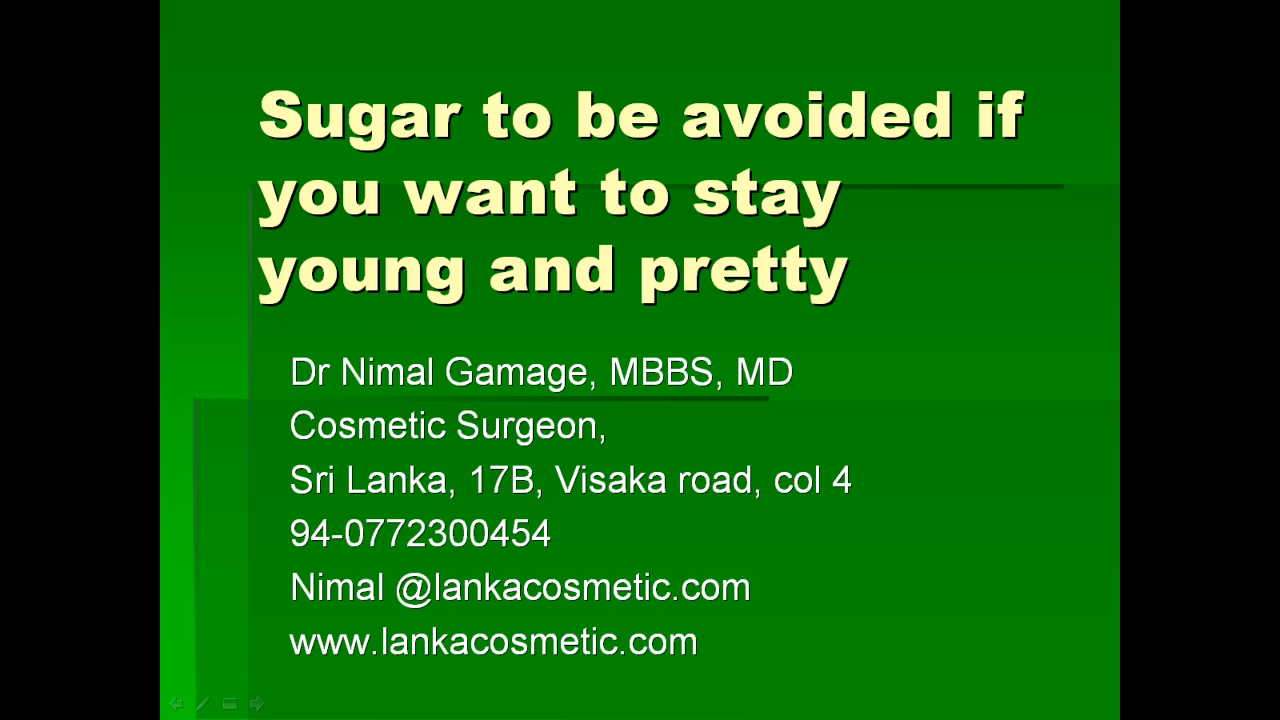 Sugar to be avoided if
you want to stay
young and pretty
Dr Nimal Gamage, MBBS, MD
Cosmetic Surgeon,
Sri Lanka, 17B, Visaka road, col 4
94-0772300454
Nimal @lankacosmetic.com
www.lankacosmetic.com